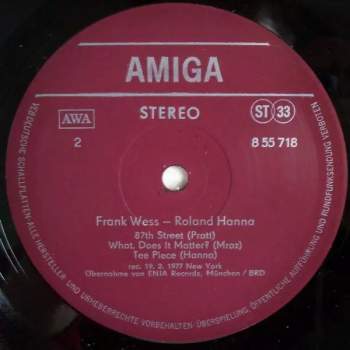 AMIGA
STEREO
AWA
ST 33
2
8 55 718
Frank Wess – Roland Hanna
87th Street (Pratt)
What, Does It Matter? (Mraz)
Tee Piece (Hanna)
rec. 19. 2. 1977 New York
Übernahme von ENJA Records, München / BRD
VEB DEUTSCHE SCHALLPLATTEN · ALLE HERSTELLER- UND URHEBERRECHTE VORBEHALTEN · ÜBERSPIELUNG, ÖFFENTLICHE AUFFÜHRUNG UND RUNDFUNKSENDUNG VERBOTEN